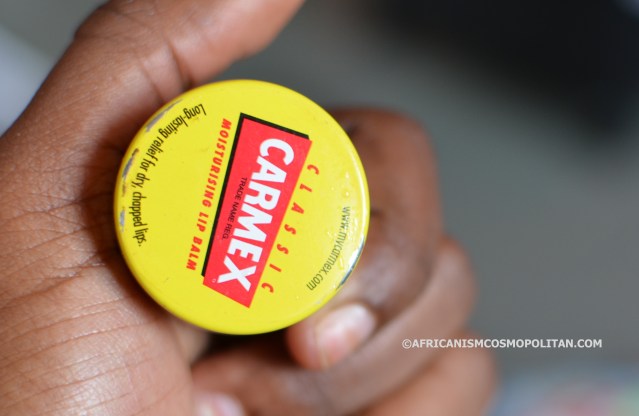 Long-lasting relief for dry, chapped lips.
MOISTURISING LIP BALM
TRADE NAME REG.
CARMEX
CLASSIC
www.mycarmex.com
©AFRICANISMCOSMOPOLITAN.COM